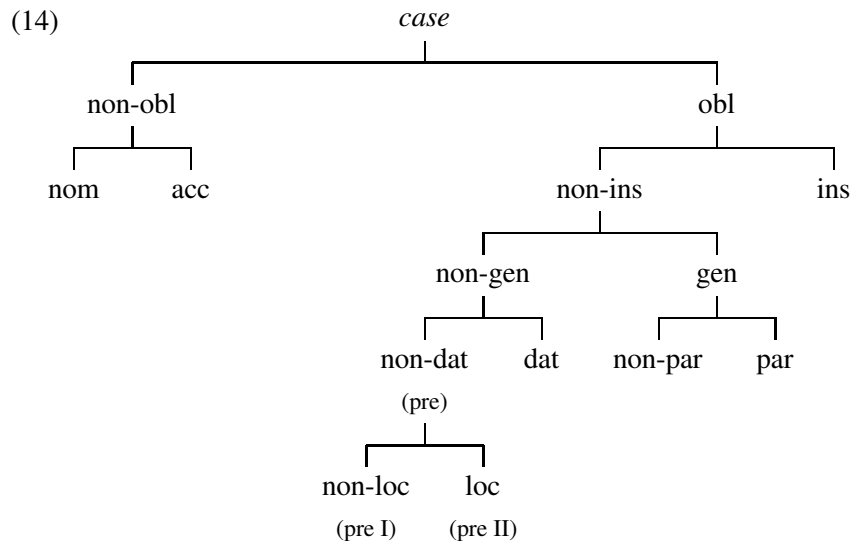 (14) case
non-obl obl
nom acc non-ins ins
non-gen gen
non-dat dat non-par par
(pre)
non-loc loc
(pre I) (pre II)